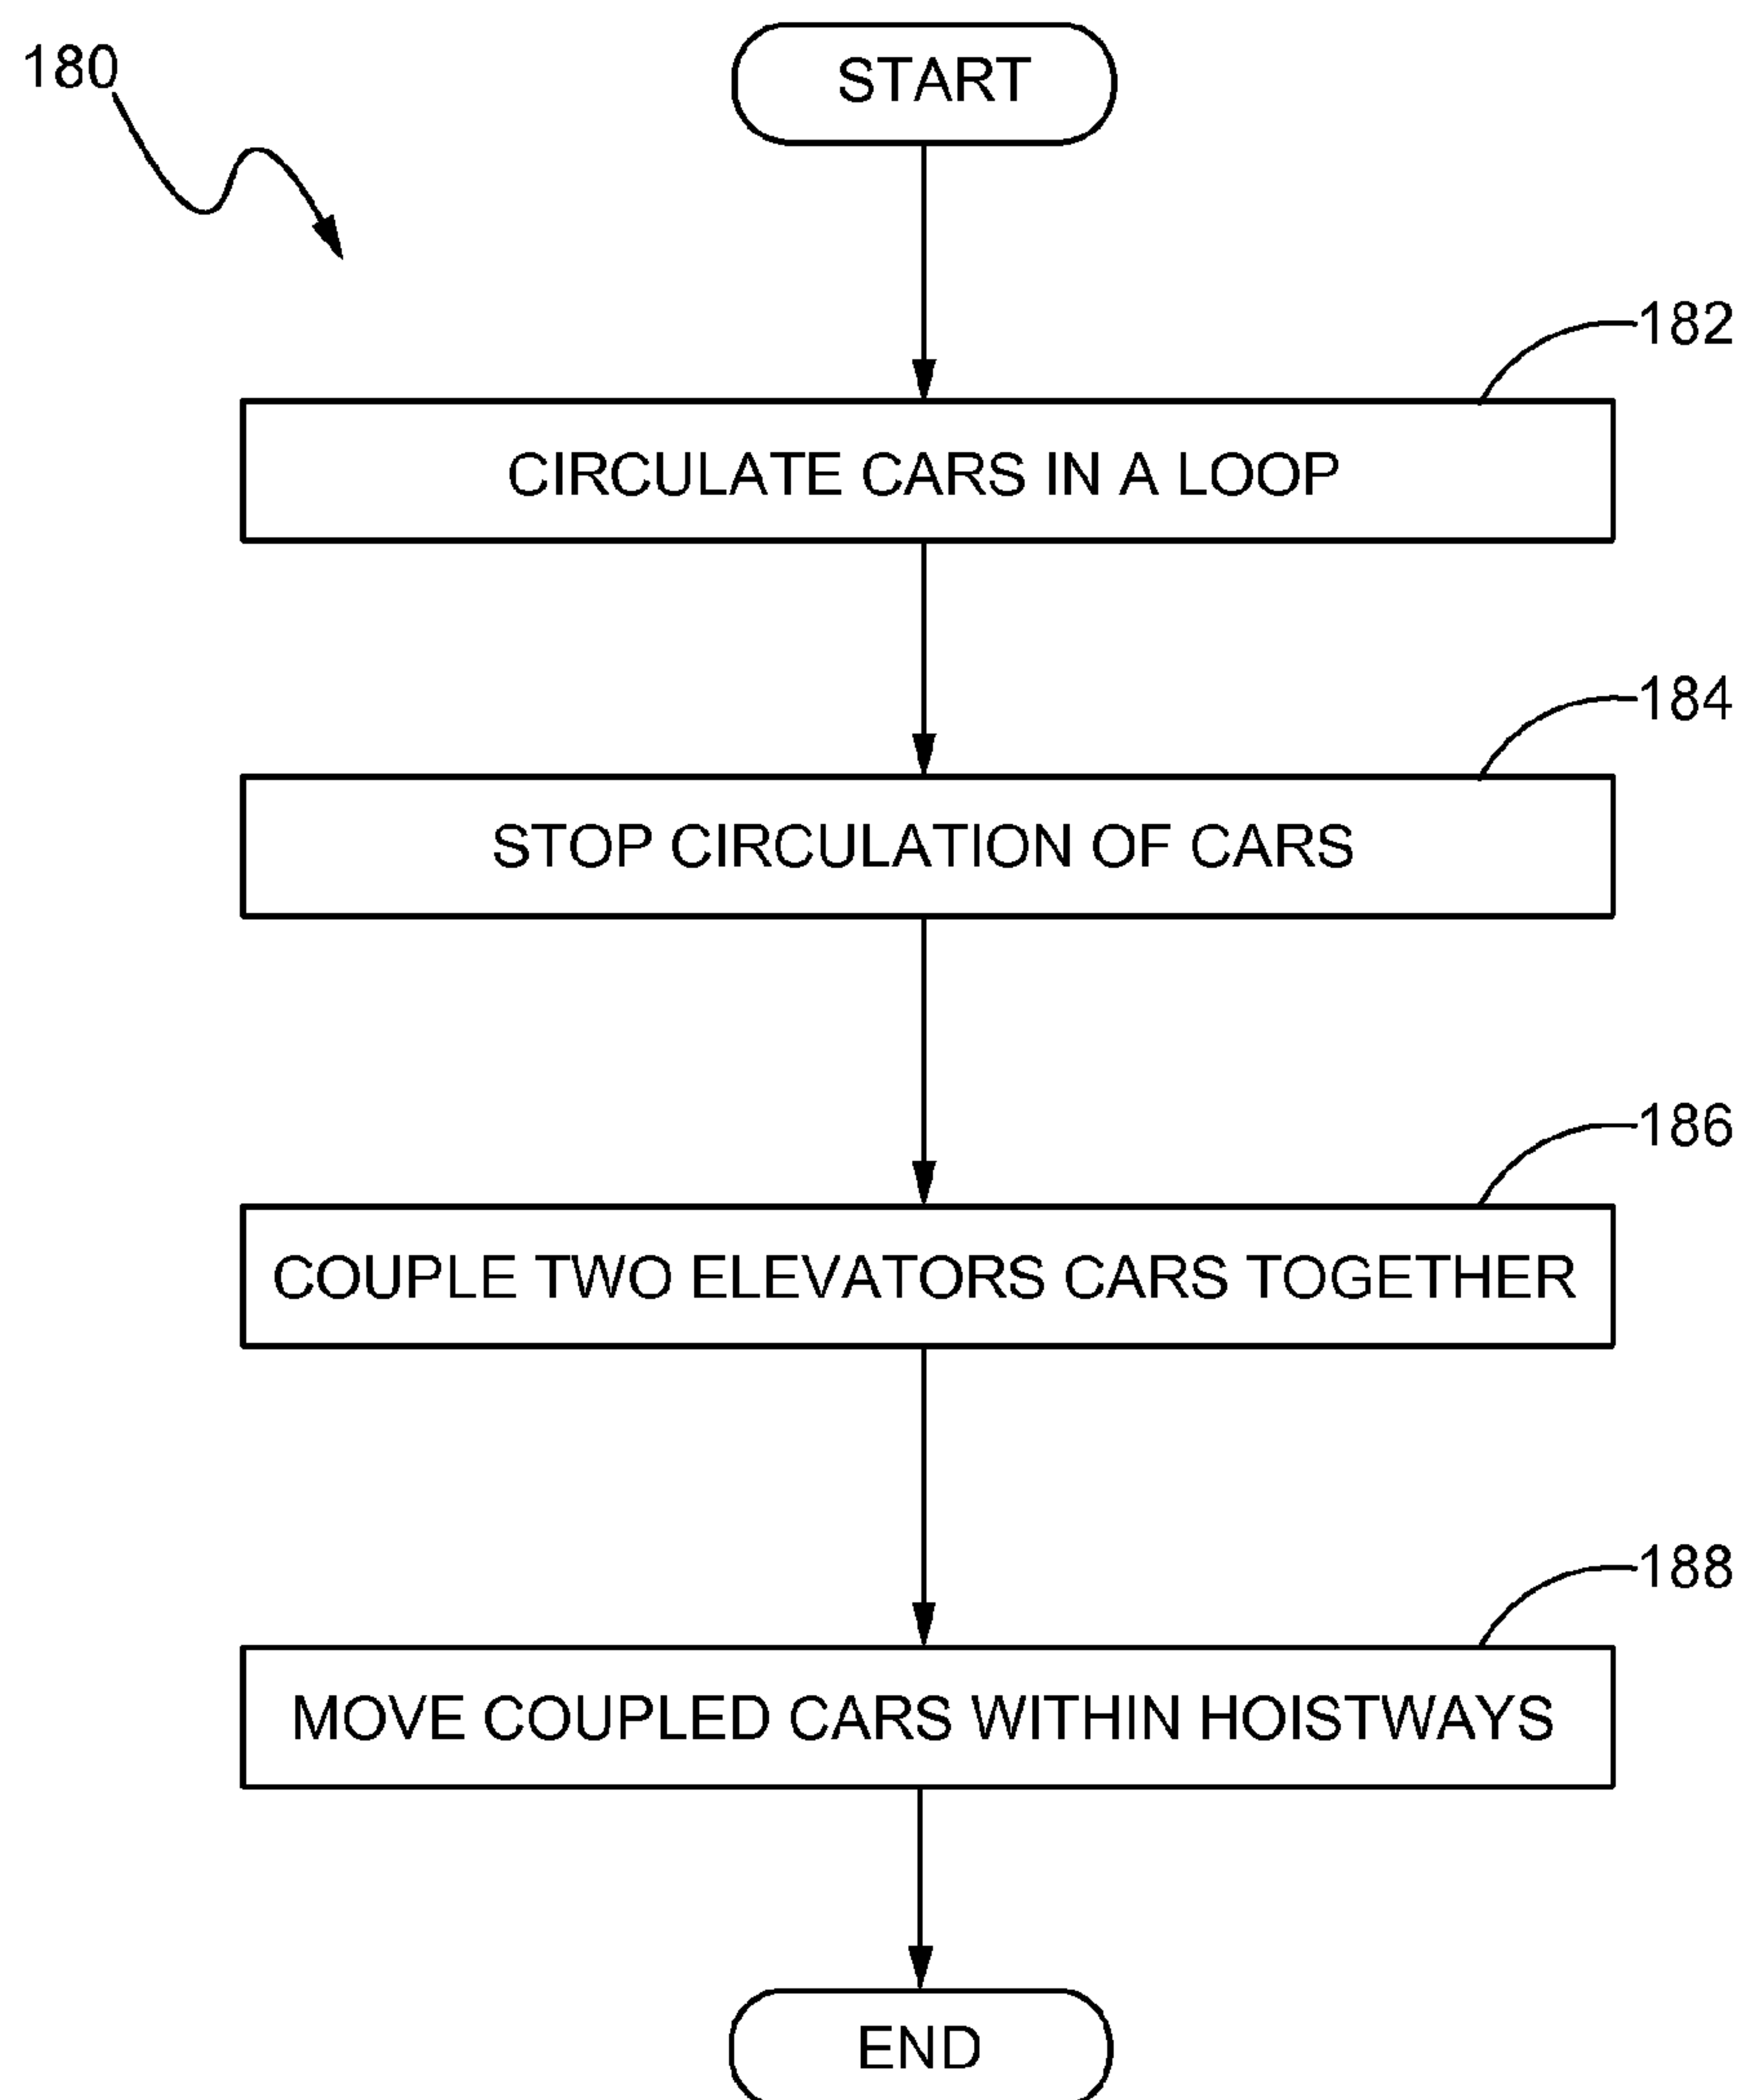 180
START
182
CIRCULATE CARS IN A LOOP
184
STOP CIRCULATION OF CARS
186
COUPLE TWO ELEVATORS CARS TOGETHER
188
MOVE COUPLED CARS WITHIN HOISTWAYS
END